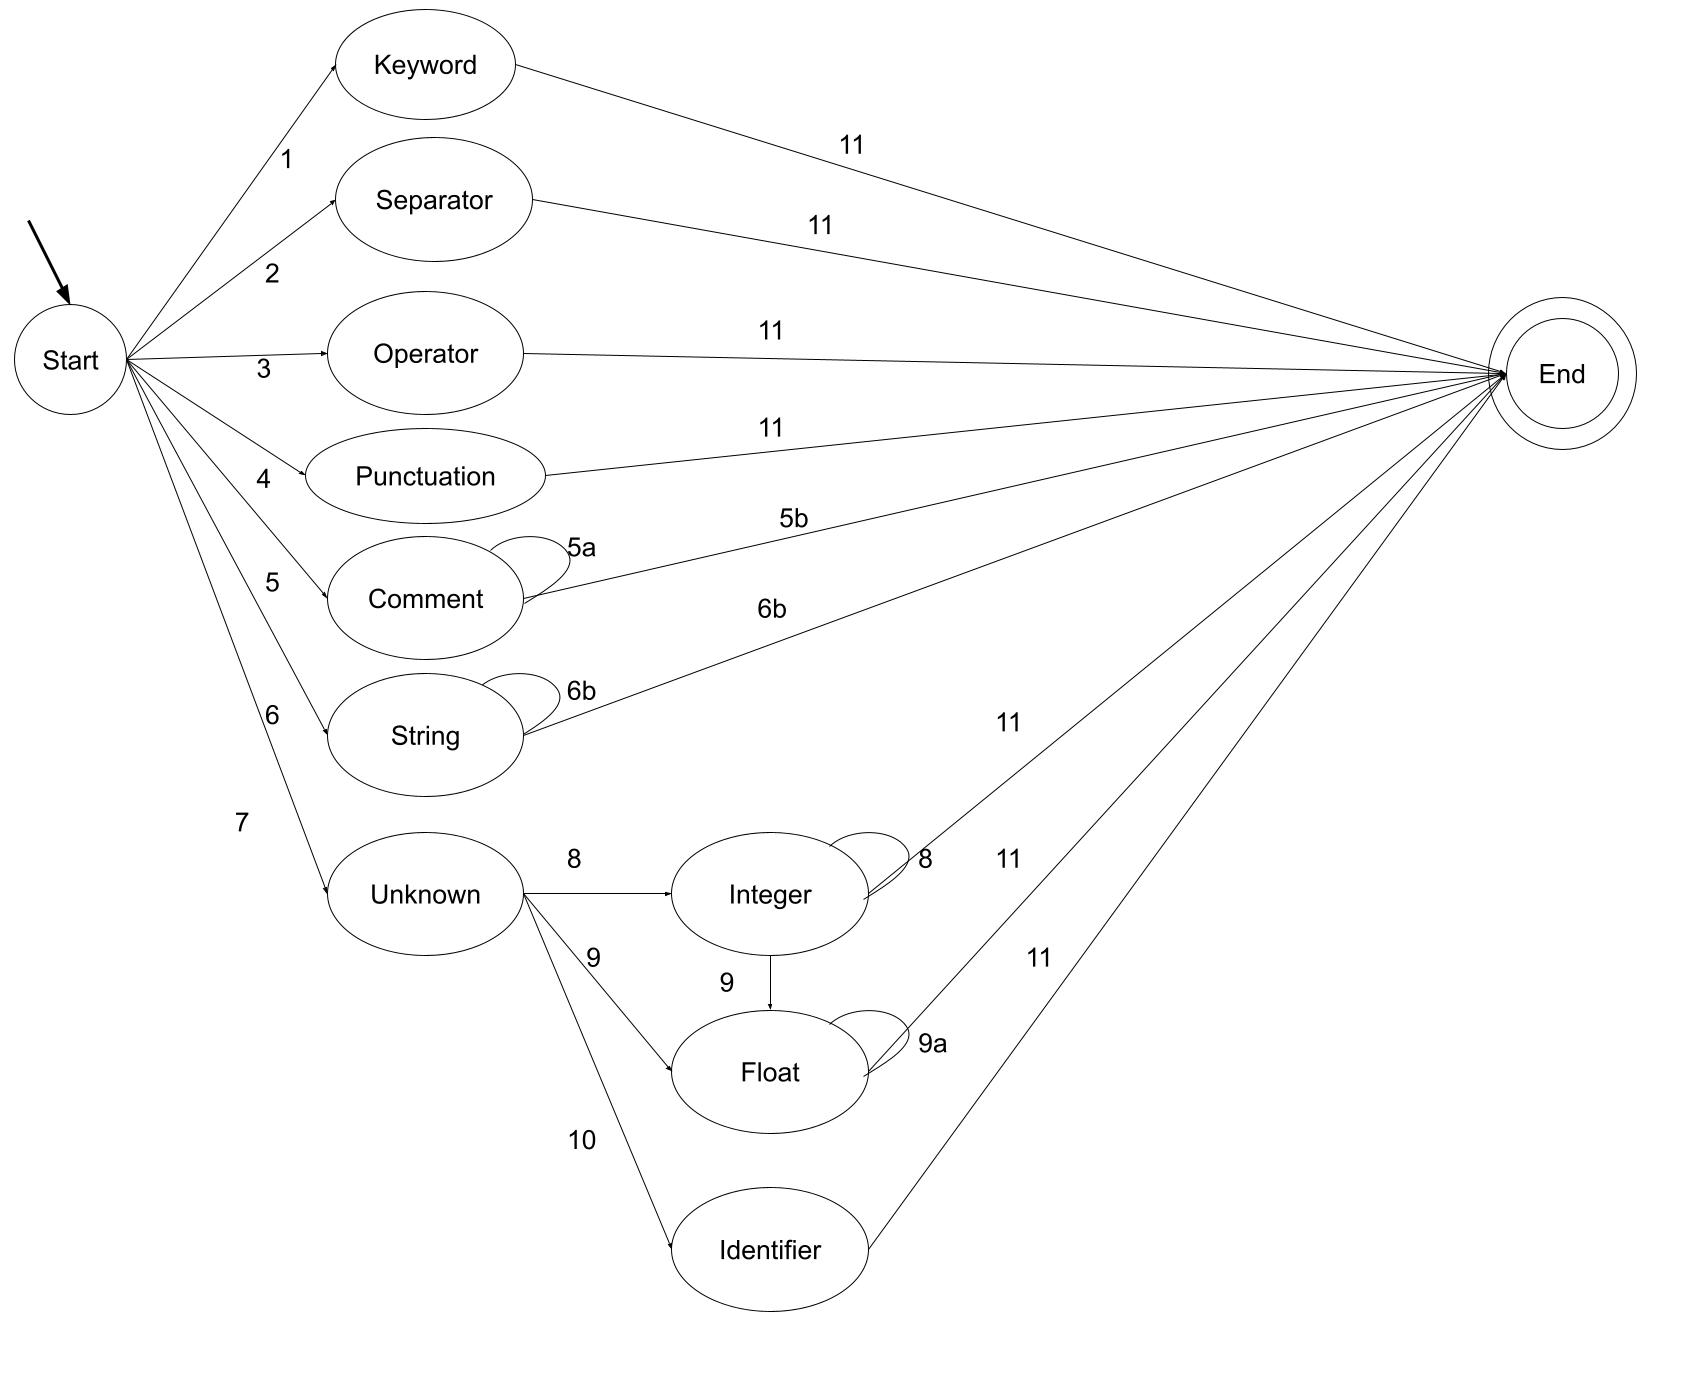 Keyword
11
1
Separator
11
2
Start
Operator
11
3
End
Punctuation
11
4
5b
5a
Comment
5
6b
6b
String
6
11
7
8
8
11
Unknown
Integer
9
11
9
9a
Float
10
Identifier